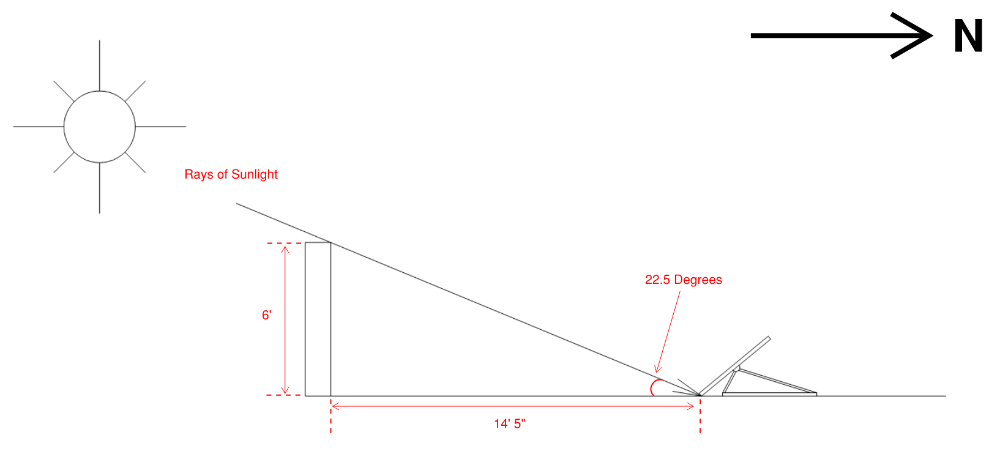 N
Rays of Sunlight
22.5 Degrees
6'
14' 5"